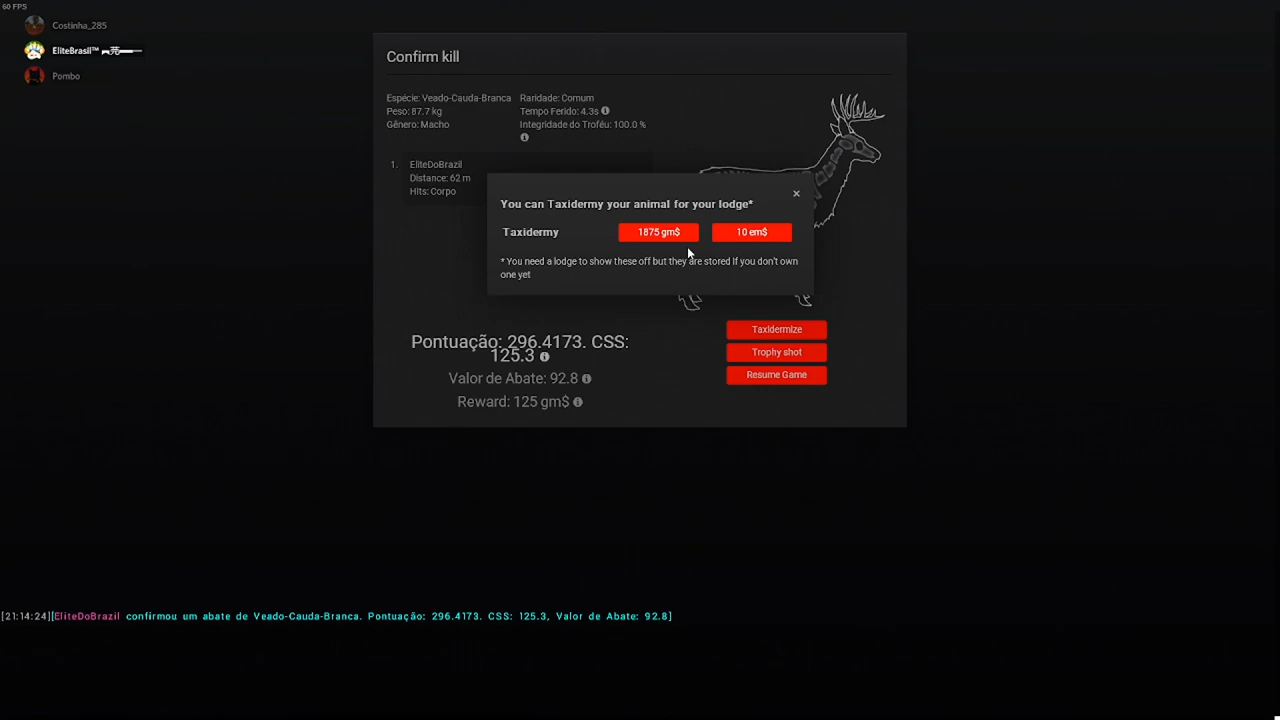 60 FPS
Costinha_285
EliteBrasil™
Pombo
Confirm kill
Espécie: Veado-Cauda-Branca
Peso: 87.7 kg
Gênero: Macho
Raridade: Comum
Tempo Ferido: 4.3s
Integridade do Troféu: 100.0 %
1. EliteDoBrazil
Distance: 62 m
Hits: Corpo
×
You can Taxidermy your animal for your lodge*
Taxidermy 1875 gm$ 10 em$
* You need a lodge to show these off but they are stored if you don't own
one yet
Pontuação: 296.4173. CSS:
125.3
Valor de Abate: 92.8
Reward: 125 gm$
Taxidermize
Trophy shot
Resume Game
[21:14:24][EliteDoBrazil confirmou um abate de Veado-Cauda-Branca. Pontuação: 296.4173. CSS: 125.3, Valor de Abate: 92.8]